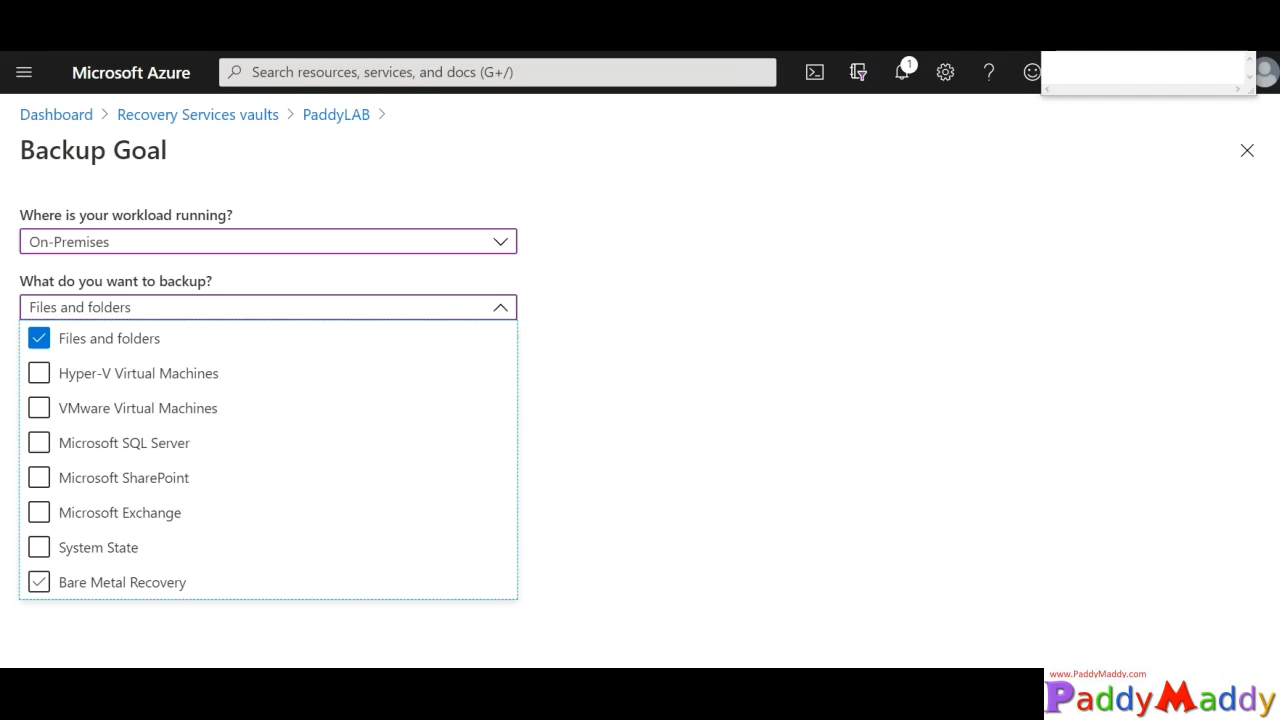 Microsoft Azure
Search resources, services, and docs (G+/)
1
Dashboard > Recovery Services vaults > PaddyLAB >
Backup Goal
Where is your workload running?
On-Premises
What do you want to backup?
Files and folders
Files and folders
Hyper-V Virtual Machines
VMware Virtual Machines
Microsoft SQL Server
Microsoft SharePoint
Microsoft Exchange
System State
Bare Metal Recovery
www.PaddyMaddy.com
PaddyMaddy